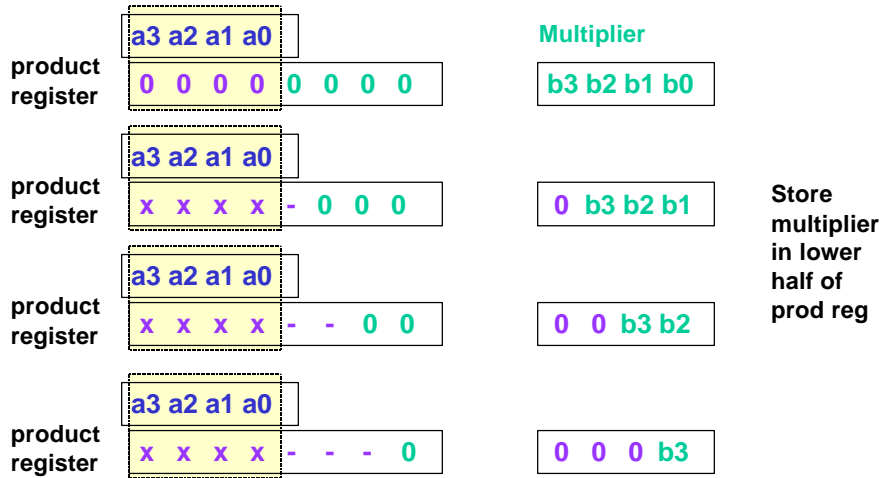 a3 a2 a1 a0
Multiplier
product
register
0 0 0 0 0 0 0 0
b3 b2 b1 b0
a3 a2 a1 a0
product
register
x x x x - 0 0 0
0 b3 b2 b1
a3 a2 a1 a0
product
register
x x x x - - 0 0
0 0 b3 b2
Store
multiplier
in lower
half of
prod reg
a3 a2 a1 a0
product
register
x x x x - - - 0
0 0 0 b3